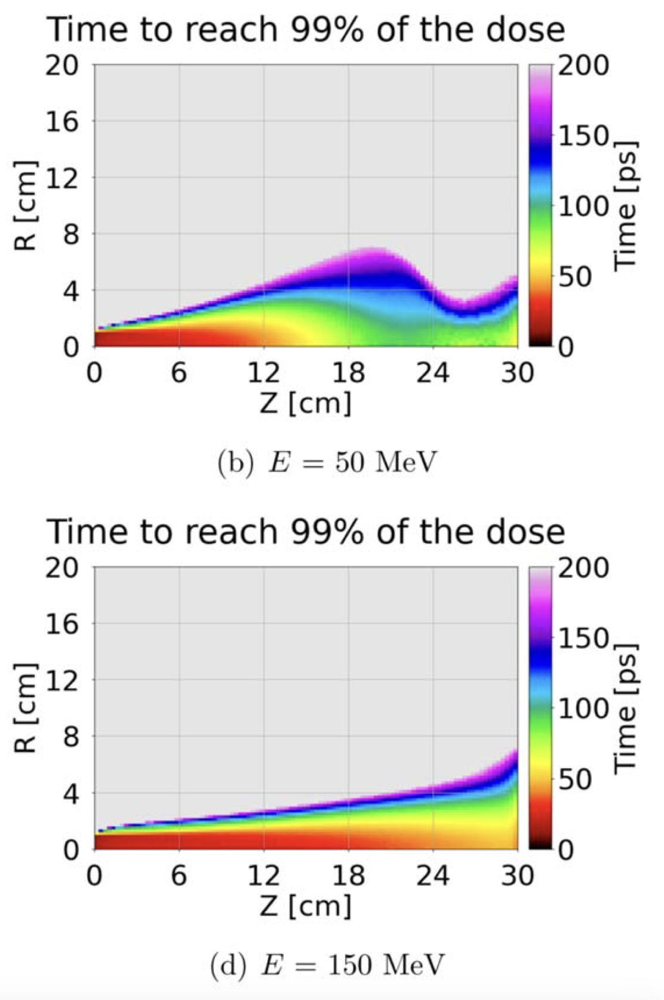 Time to reach 99% of the dose
20
16
12
8
4
0
R [cm]
0 6 12 18 24 30
Z [cm]
200
150
100
50
0
Time [ps]
(b) E = 50 MeV
Time to reach 99% of the dose
20
16
12
8
4
0
R [cm]
0 6 12 18 24 30
Z [cm]
200
150
100
50
0
Time [ps]
(d) E = 150 MeV